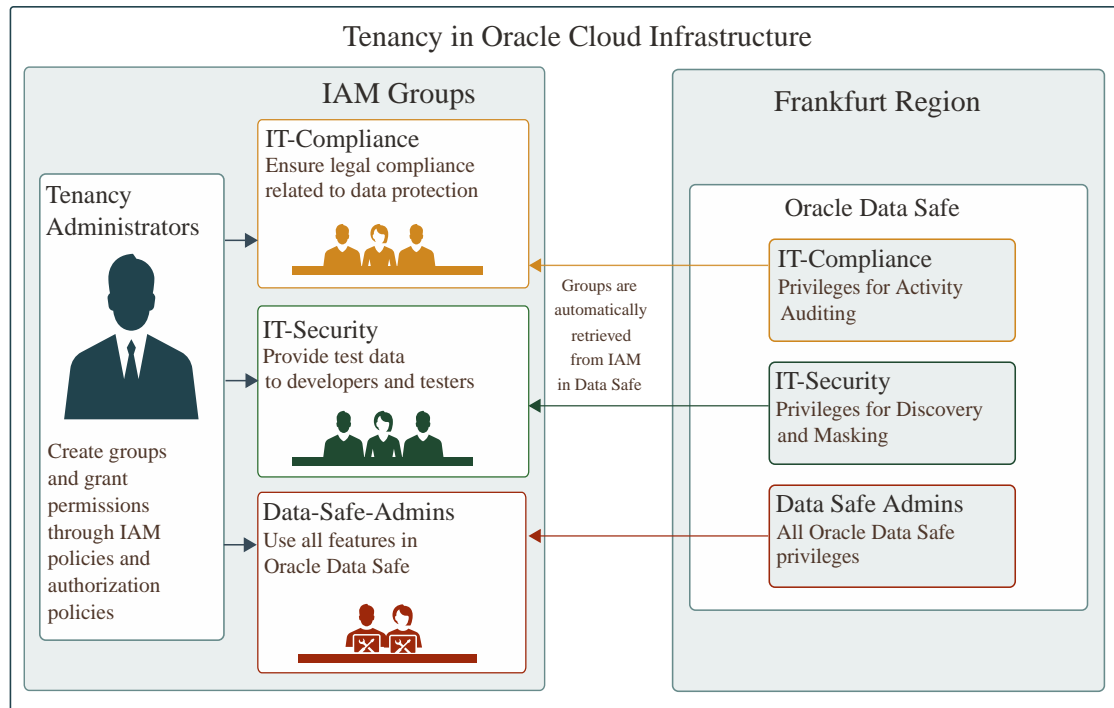 Tenancy in Oracle Cloud Infrastructure
IAM Groups
Tenancy
Administrators
Create groups
and grant
permissions
through IAM
policies and
authorization
policies
IT-Compliance
Ensure legal compliance
related to data protection
IT-Security
Provide test data
to developers and testers
Data-Safe-Admins
Use all features in
Oracle Data Safe
Groups are
automatically
retrieved
from IAM
in Data Safe
Frankfurt Region
Oracle Data Safe
IT-Compliance
Privileges for Activity
Auditing
IT-Security
Privileges for Discovery
and Masking
Data Safe Admins
All Oracle Data Safe
privileges